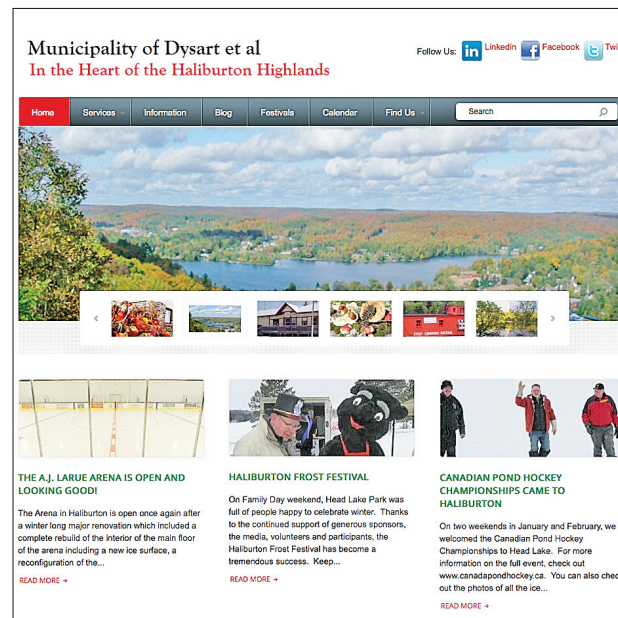 Municipality of Dysart et al
In the Heart of the Haliburton Highlands
Follow Us: Linkedin Facebook Twi
Home Services Information Blog Festivals Calendar Find Us Search
THE A.J. LARUE ARENA IS OPEN AND
LOOKING GOOD!
The Arena in Haliburton is open once again after
a winter long major renovation which included a
complete rebuild of the interior of the main floor
of the arena including a new ice surface, a
reconfiguration of the...
READ MORE →
HALIBURTON FROST FESTIVAL
On Family Day weekend, Head Lake Park was
full of people happy to celebrate winter. Thanks
to the continued support of generous sponsors,
the media, volunteers and participants, the
Haliburton Frost Festival has become a
tremendous success. Keep...
READ MORE →
CANADIAN POND HOCKEY
CHAMPIONSHIPS CAME TO
HALIBURTON
On two weekends in January and February, we
welcomed the Canadian Pond Hockey
Championships to Head Lake. For more
information on the full event, check out
www.canadapondhockey.ca. You can also chec
out the photos of all the ice...
READ MORE →